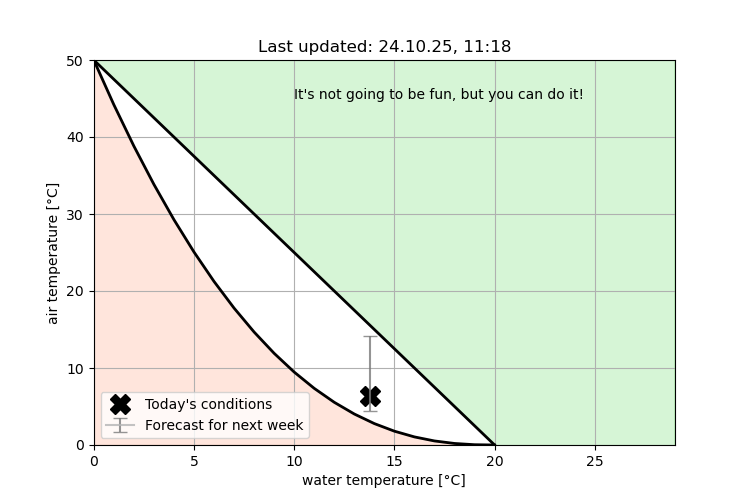 Last updated: 24.10.25, 11:18
50
It's not going to be fun, but you can do it!
40
30
air temperature [°C]
20
10
Today's conditions
Forecast for next week
0
0 5 10 15 20 25
water temperature [°C]